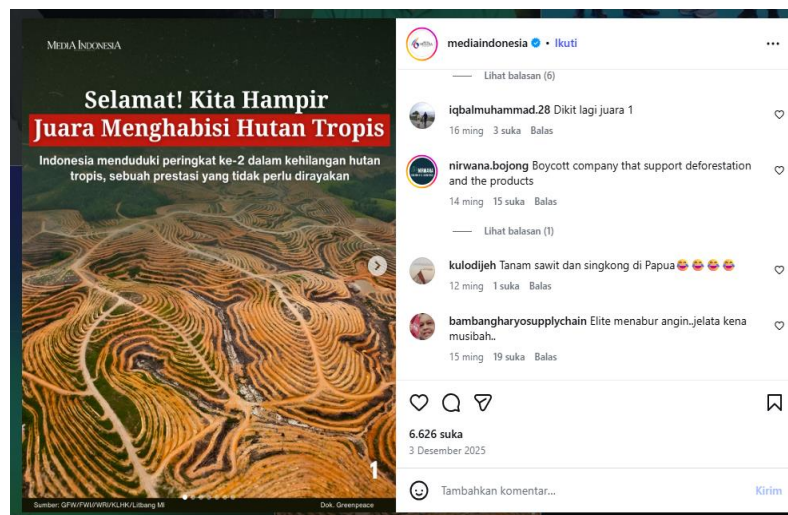 MEDIA INDONESIA
Selamat! Kita Hampir
Juara Menghabisi Hutan Tropis
Indonesia menduduki peringkat ke-2 dalam kehilangan hutan
tropis, sebuah prestasi yang tidak perlu dirayakan
1
Sumber: GFW/FWI/WRI/KLHK/Litbang MI
Dok. Greenpeace
mediaindonesia • Ikuti
Lihat balasan (6)
iqbalmuhammad.28 Dikit lagi juara 1
16 ming 3 suka Balas
nirwana.bojong Boycott company that support deforestation
and the products
14 ming 15 suka Balas
Lihat balasan (1)
kulodijeh Tanam sawit dan singkong di Papua😂😂😂😂
12 ming 1 suka Balas
bambangharyosupplychain Elite menabur angin..jelata kena
musibah..
15 ming 19 suka Balas
6.626 suka
3 Desember 2025
Tambahkan komentar...
Kirim